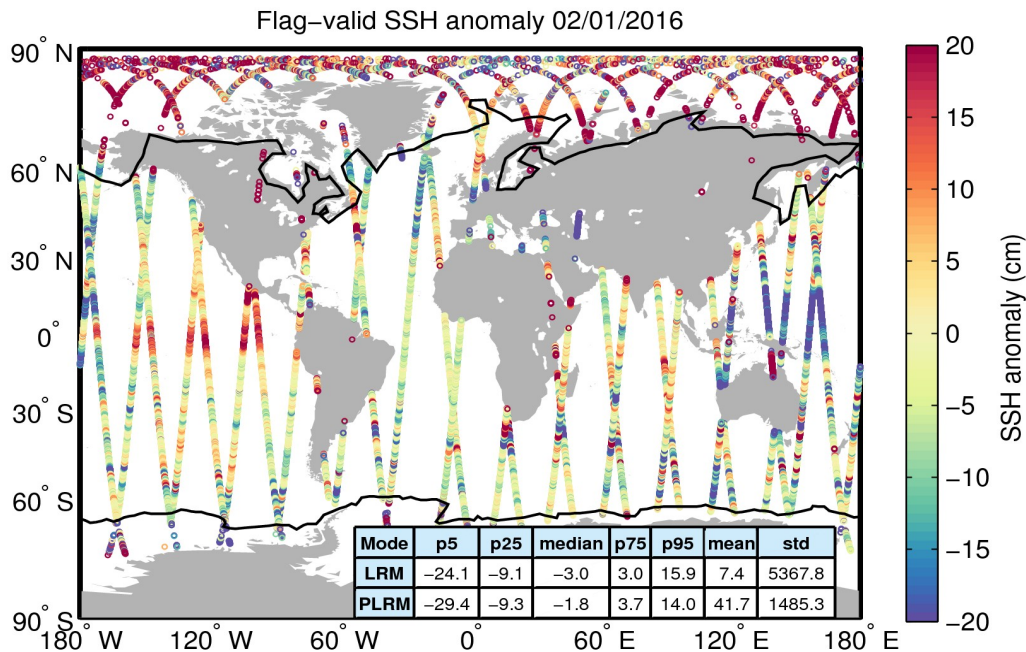 Flag−valid SSH anomaly 02/01/2016
90° N
60° N
30° N
0°
30° S
60° S
90° S
180° W
120° W
60° W
0°
60° E
120° E
180° E
Mode p5 p25 median p75 p95 mean std
LRM −24.1 −9.1 −3.0 3.0 15.9 7.4 5367.8
PLRM −29.4 −9.3 −1.8 3.7 14.0 41.7 1485.3
20
15
10
5
0
−5
−10
−15
−20
SSH anomaly (cm)